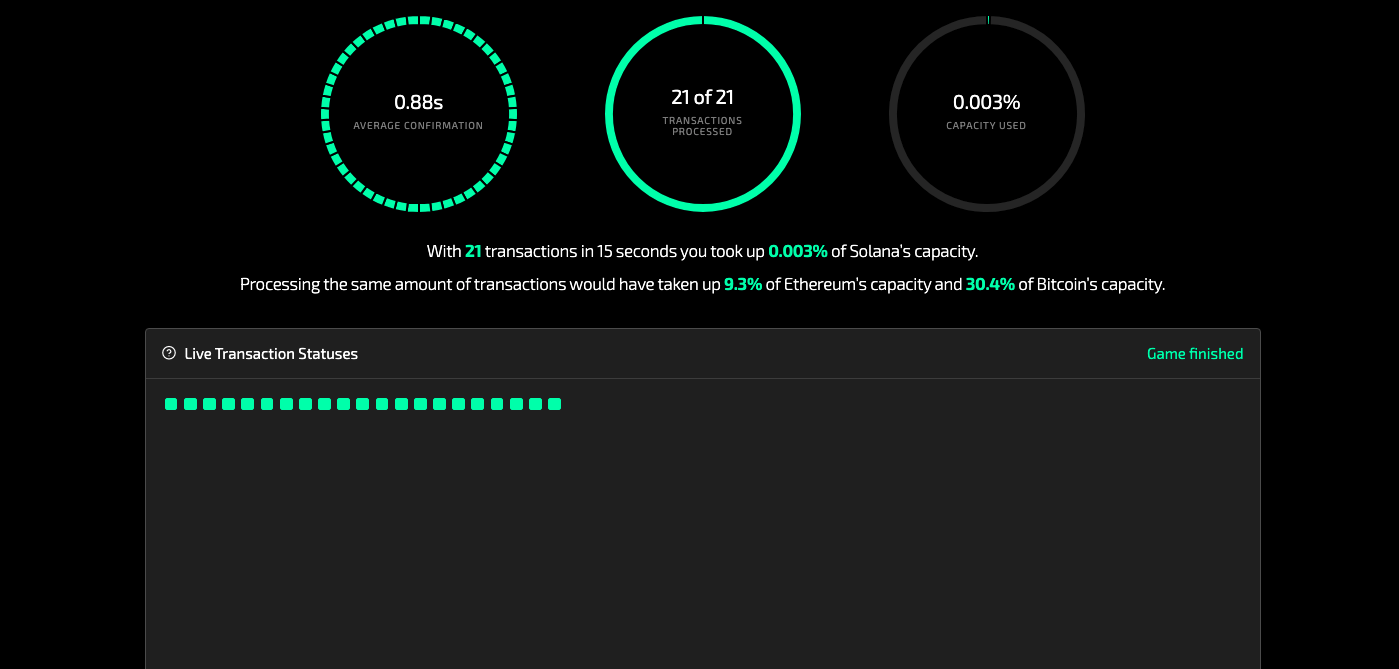 0.88s
AVERAGE CONFIRMATION
21 of 21
TRANSACTIONS
PROCESSED
0.003%
CAPACITY USED
With 21 transactions in 15 seconds you took up 0.003% of Solana's capacity.
Processing the same amount of transactions would have taken up 9.3% of Ethereum's capacity and 30.4% of Bitcoin's capacity.
Live Transaction Statuses
Game finished